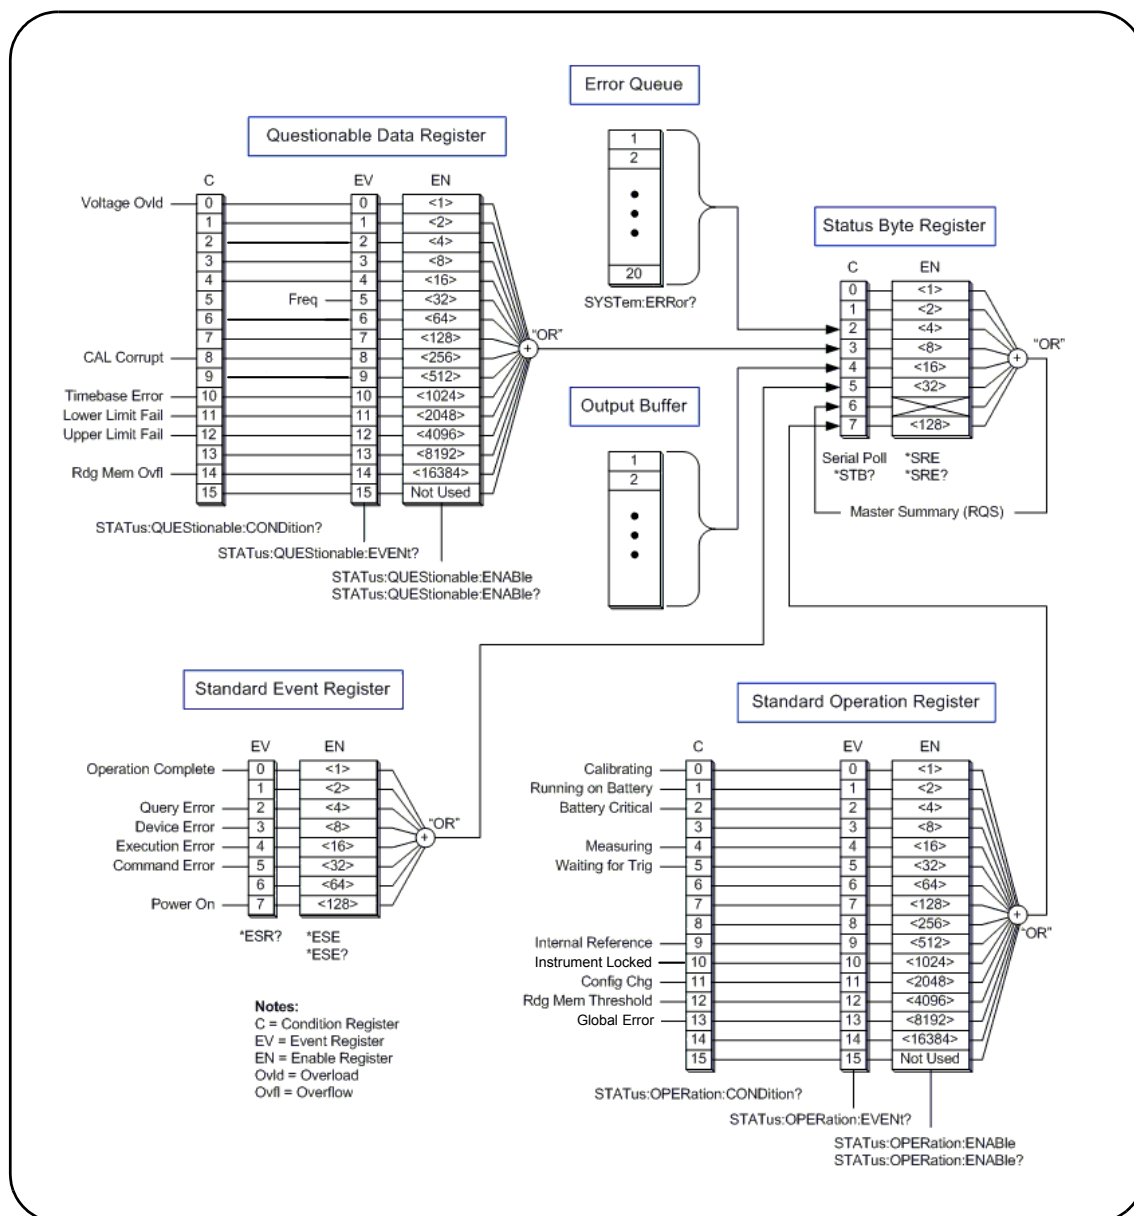 Error Queue
1
2
20
SYSTem:ERRor?
Questionable Data Register
C EV EN
Voltage Ovld 0 0 <1>
1 1 <2>
2 2 <4>
3 3 <8>
4 4 <16>
5 Freq 5 <32>
6 6 <64>
7 7 <128>
CAL Corrupt 8 8 <256>
9 9 <512>
Timebase Error 10 10 <1024>
Lower Limit Fail 11 11 <2048>
Upper Limit Fail 12 12 <4096>
13 13 <8192>
Rdg Mem Ovfl 14 14 <16384>
15 15 Not Used
"OR"
+
STATus:QUEStionable:CONDition?
STATus:QUEStionable:EVENt?
STATus:QUEStionable:ENABle
STATus:QUEStionable:ENABle?
Output Buffer
1
2
Status Byte Register
C EN
0 <1>
1 <2>
2 <4>
3 <8>
4 <16>
5 <32>
6
7 <128>
"OR"
+
Serial Poll *SRE
*STB? *SRE?
Master Summary (RQS)
Standard Event Register
EV EN
Operation Complete 0 <1>
1 <2>
Query Error 2 <4>
Device Error 3 <8>
Execution Error 4 <16>
Command Error 5 <32>
6 <64>
Power On 7 <128>
"OR"
+
*ESR? *ESE
*ESE?
Standard Operation Register
C EV EN
Calibrating 0 0 <1>
Running on Battery 1 1 <2>
Battery Critical 2 2 <4>
3 3 <8>
Measuring 4 4 <16>
Waiting for Trig 5 5 <32>
6 6 <64>
7 7 <128>
8 8 <256>
Internal Reference 9 9 <512>
Instrument Locked 10 10 <1024>
Config Chg 11 11 <2048>
Rdg Mem Threshold 12 12 <4096>
Global Error 13 13 <8192>
14 14 <16384>
15 15 Not Used
+
"OR"
STATus:OPERation:CONDition?
STATus:OPERation:EVENt?
STATus:OPERation:ENABle
STATus:OPERation:ENABle?
Notes:
C = Condition Register
EV = Event Register
EN = Enable Register
Ovld = Overload
Ovfl = Overflow